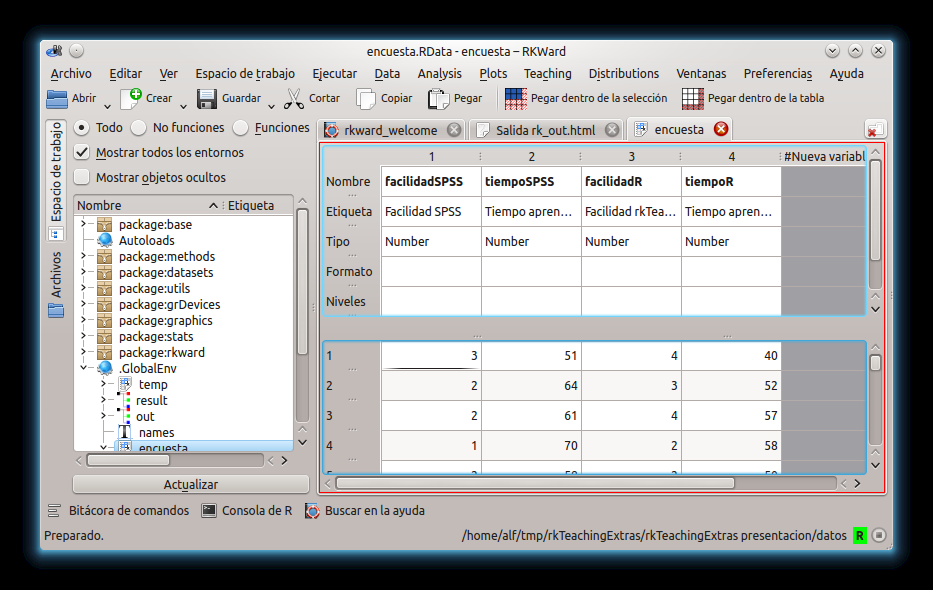 encuesta.RData - encuesta – RKWard
Archivo Editar Ver Espacio de trabajo Ejecutar Data Analysis Plots Teaching Distributions Ventanas Preferencias Ayuda
Abrir Crear Guardar Cortar Copiar Pegar Pegar dentro de la selección Pegar dentro de la tabla
Espacio de trabajo
Archivos
Todo No funciones Funciones
Mostrar todos los entornos
Mostrar objetos ocultos
Nombre Etiqueta
package:base
Autoloads
package:methods
package:datasets
package:utils
package:grDevices
package:graphics
package:stats
package:rkward
.GlobalEnv
temp
result
out
names
encuesta
Actualizar
rkward_welcome Salida rk_out.html encuesta
1 2 3 4 #Nueva variabl
Nombre facilidadSPSS tiempoSPSS facilidadR tiempoR
Etiqueta Facilidad SPSS Tiempo apren... Facilidad rkTea... Tiempo apren...
Tipo Number Number Number Number
Formato
Niveles
1 3 51 4 40
2 2 64 3 52
3 2 61 4 57
4 1 70 2 58
Bitácora de comandos Consola de R Buscar en la ayuda
Preparado. /home/alf/tmp/rkTeachingExtras/rkTeachingExtras presentacion/datos R